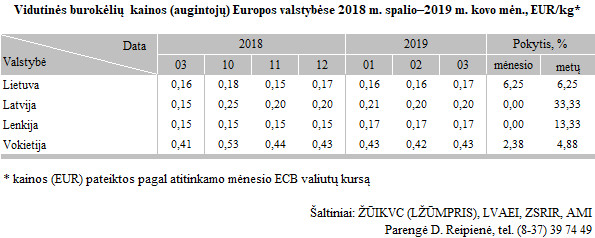 Vidutinės burokėlių kainos (augintojų) Europos valstybėse 2018 m. spalio–2019 m. kovo mėn., EUR/kg*
Data 2018 2019 Pokytis, %
Valstybė 03 10 11 12 01 02 03 mėnesio metų
Lietuva 0,16 0,18 0,15 0,17 0,16 0,16 0,17 6,25 6,25
Latvija 0,15 0,25 0,20 0,20 0,21 0,20 0,20 0,00 33,33
Lenkija 0,15 0,15 0,15 0,15 0,17 0,17 0,17 0,00 13,33
Vokietija 0,41 0,53 0,44 0,43 0,43 0,42 0,43 2,38 4,88
* kainos (EUR) pateiktos pagal atitinkamo mėnesio ECB valiutų kursą
Šaltiniai: ŽŪIKVC (LŽŪMPRIS), LVAEI, ZSRIR, AMI
Parengė D. Reipienė, tel. (8-37) 39 74 49